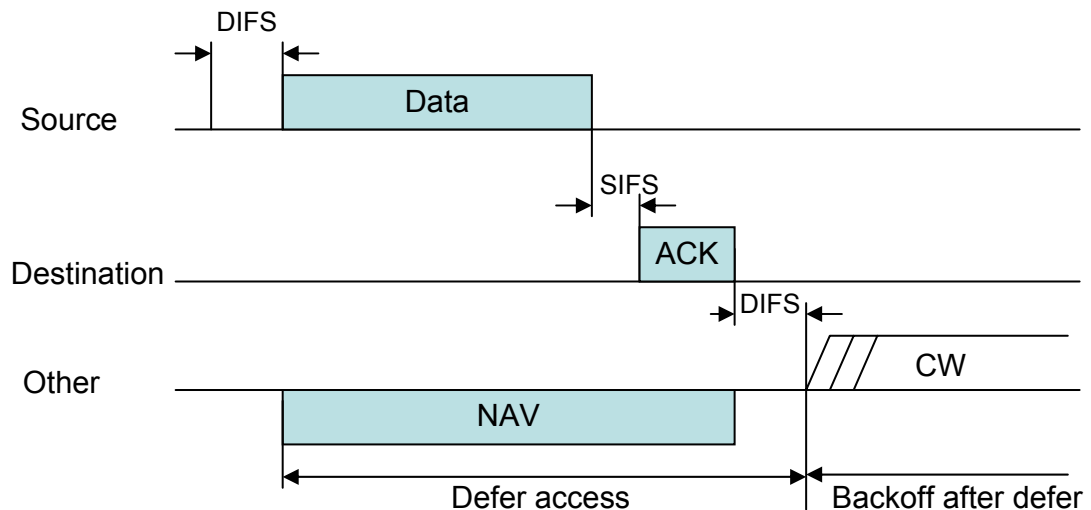 DIFS
Source
Data
SIFS
Destination
ACK
DIFS
Other
CW
NAV
Defer access
Backoff after defer